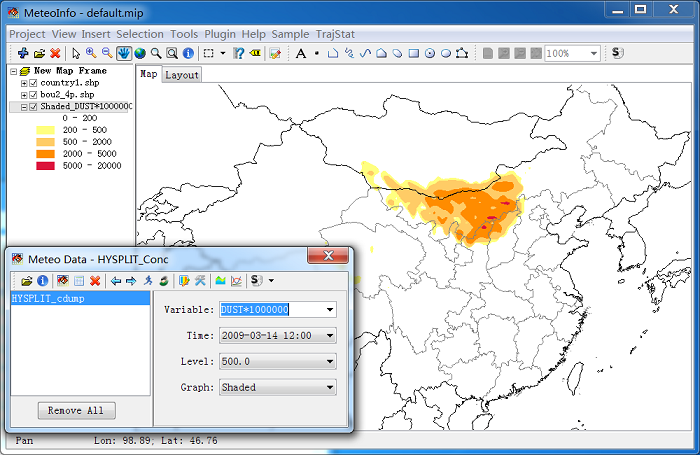 MeteoInfo - default.mip
Project View Insert Selection Tools Plugin Help Sample TrajStat
A 100% S
New Map Frame
country1.shp
bou2_4p.shp
Shaded_DUST*1000000
0 - 200
200 - 500
500 - 2000
2000 - 5000
5000 - 20000
Map Layout
Meteo Data - HYSPLIT_Conc
S
HYSPLIT_cdump
Variable: DUST*1000000
Time: 2009-03-14 12:00
Level: 500.0
Graph: Shaded
Remove All
Pan Lon: 98.89; Lat: 46.76